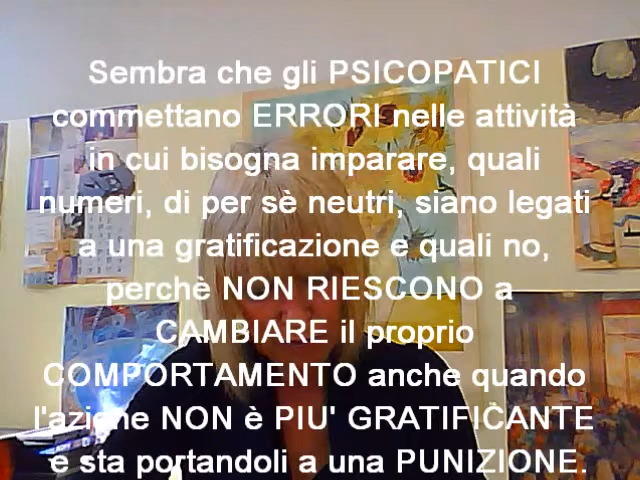 Sembra che gli PSICOPATICI
commettano ERRORI nelle attività
in cui bisogna imparare, quali
numeri, di per sè neutri, siano legati
a una gratificazione e quali no,
perchè NON RIESCONO a
CAMBIARE il proprio
COMPORTAMENTO anche quando
l'azione NON è PIU' GRATIFICANTE
e sta portandoli a una PUNIZIONE.